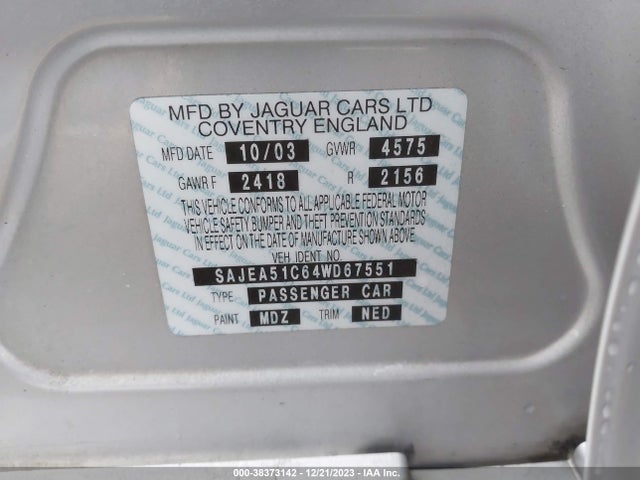 MFD BY JAGUAR CARS LTD
COVENTRY ENGLAND
MFD DATE 10/03 GVWR 4575
GAWR F 2418 R 2156
THIS VEHICLE CONFORMS TO ALL APPLICABLE FEDERAL MOTOR
VEHICLE SAFETY BUMPER AND THEFT PREVENTION STANDARDS
IN EFFECT ON THE DATE OF MANUFACTURE SHOWN ABOVE
VEH IDENT NO
SAJEA51C64WD67551
TYPE PASSENGER CAR
PAINT MDZ TRIM NED
000-38373142 • 12/21/2023 • IAA Inc.